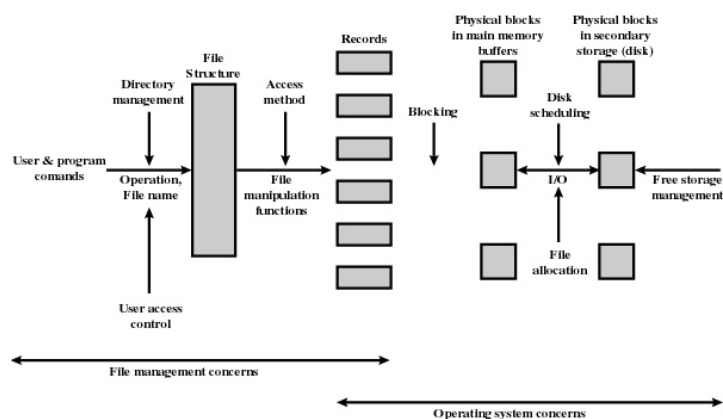 Physical blocks
in main memory
buffers
Physical blocks
in secondary
storage (disk)
Records
File
Structure
Directory
management
Access
method
Disk
scheduling
Blocking
User & program
comands
Operation,
File name
File
manipulation
functions
I/O
Free storage
management
File
allocation
User access
control
File management concerns
Operating system concerns